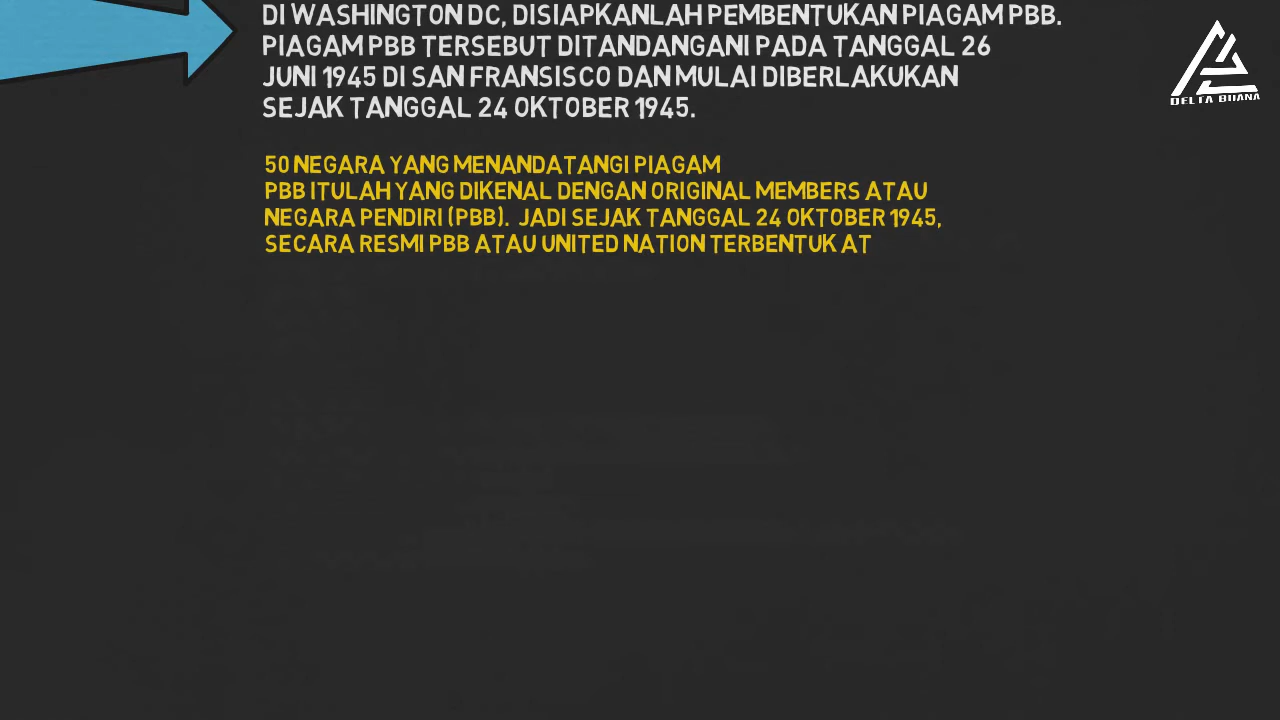 DI WASHINGTON DC, DISIAPKANLAH PEMBENTUKAN PIAGAM PBB.
PIAGAM PBB TERSEBUT DITANDANGANI PADA TANGGAL 26
JUNI 1945 DI SAN FRANSISCO DAN MULAI DIBERLAKUKAN
SEJAK TANGGAL 24 OKTOBER 1945.
50 NEGARA YANG MENANDATANGI PIAGAM
PBB ITULAH YANG DIKENAL DENGAN ORIGINAL MEMBERS ATAU
NEGARA PENDIRI (PBB). JADI SEJAK TANGGAL 24 OKTOBER 1945,
SECARA RESMI PBB ATAU UNITED NATION TERBENTUK AT
DELTA BUANA